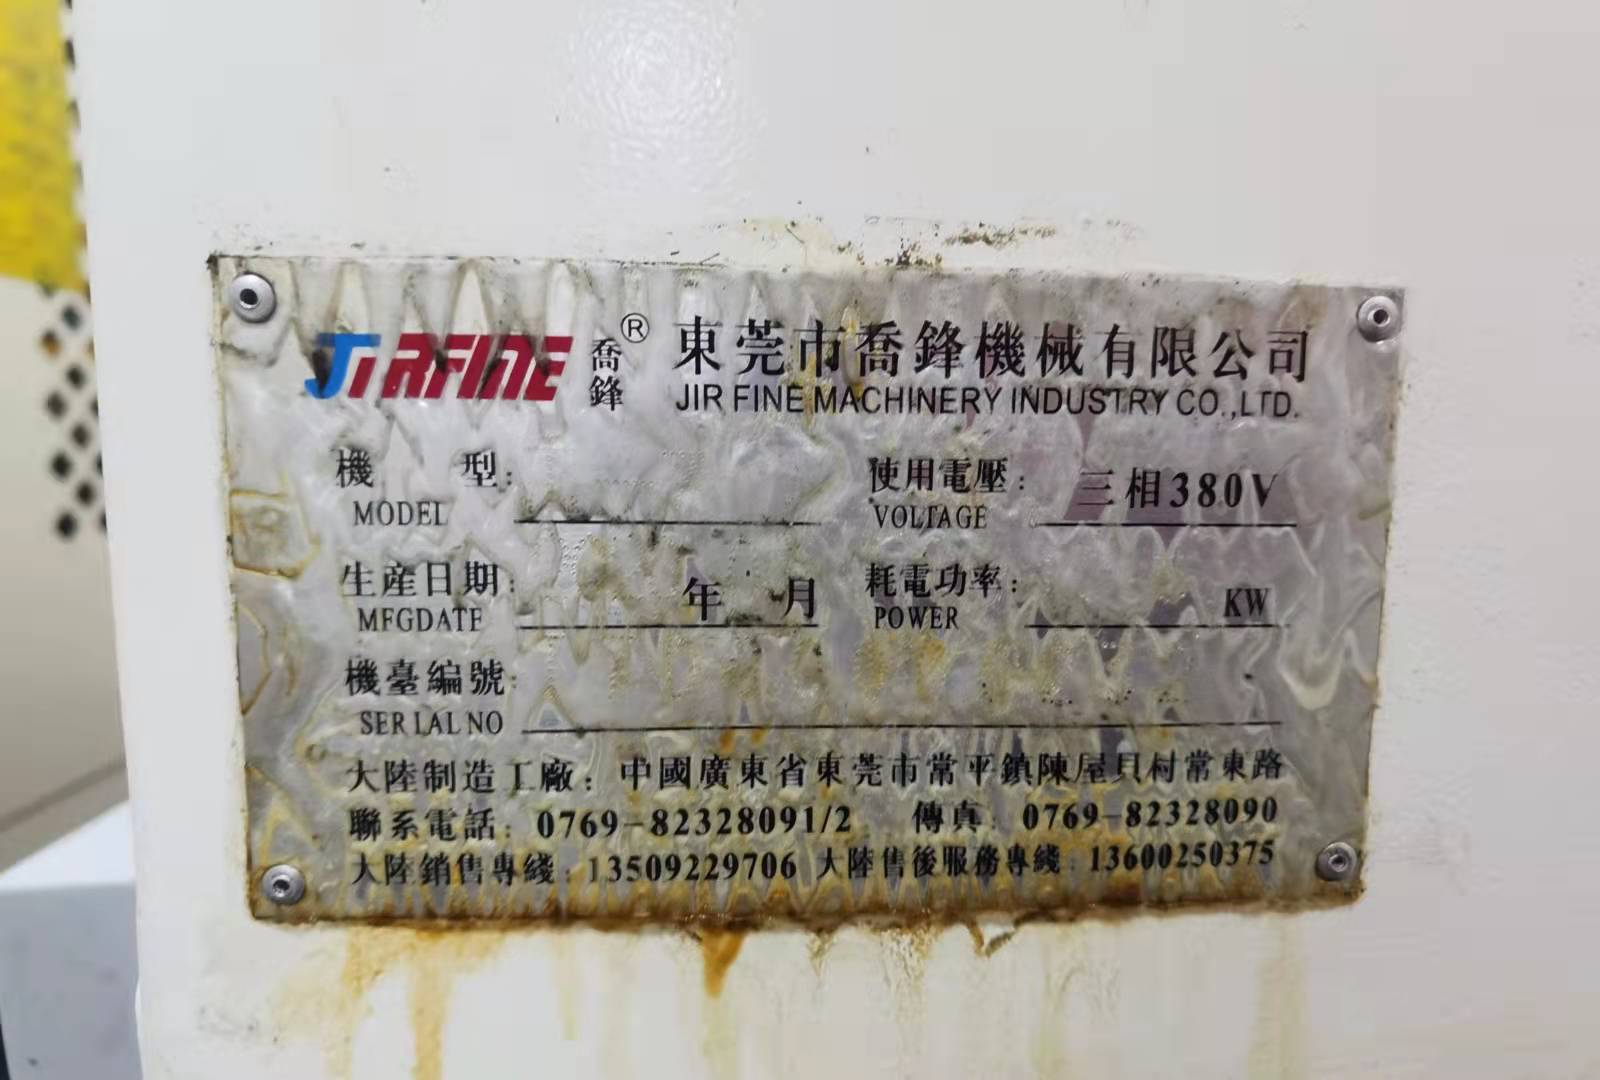 JIRFINE 喬鋒 ® 東莞市喬鋒機械有限公司
JIR FINE MACHINERY INDUSTRY CO.,LTD.
機 型: 使用電壓: 三相380V
MODEL VOLTAGE
生産日期: 年 月 耗電功率: KW
MFGDATE POWER
機臺編號:
SERIALNO
大陸制造工廠: 中國廣東省東莞市常平鎮陳屋貝村常東路
聯系電話: 0769-82328091/2 傳真: 0769-82328090
大陸銷售專綫: 13509229706 大陸售後服務專綫: 13600250375